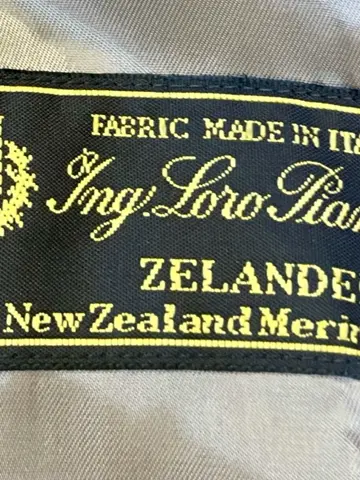 FABRIC MADE IN ITA
Ing. Loro Pian
ZELANDE
New Zealand Merin